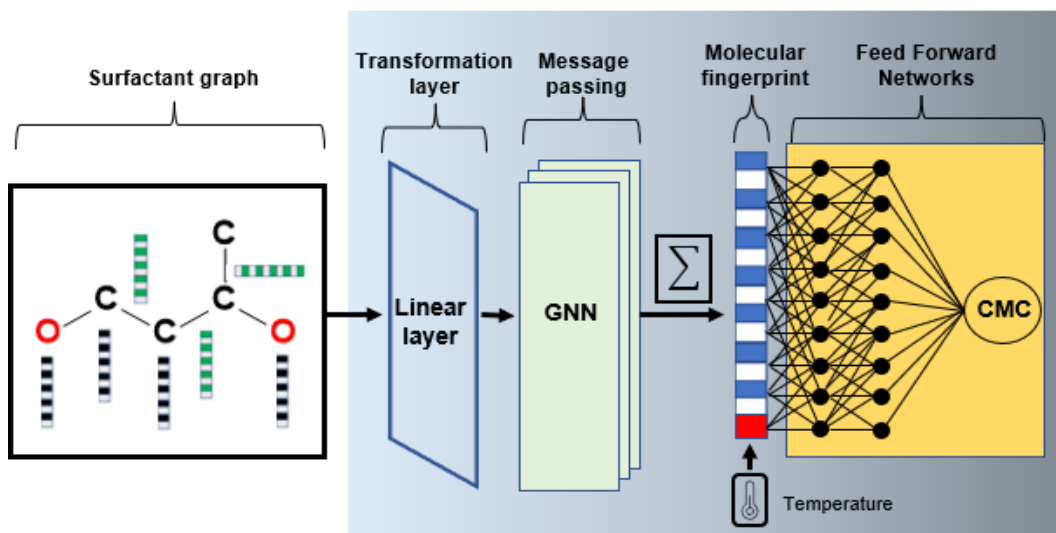 Surfactant graph
Transformation
layer
Message
passing
Molecular
fingerprint
Feed Forward
Networks
C
C
C
O
C
O
Linear
layer
GNN
∑
CMC
Temperature